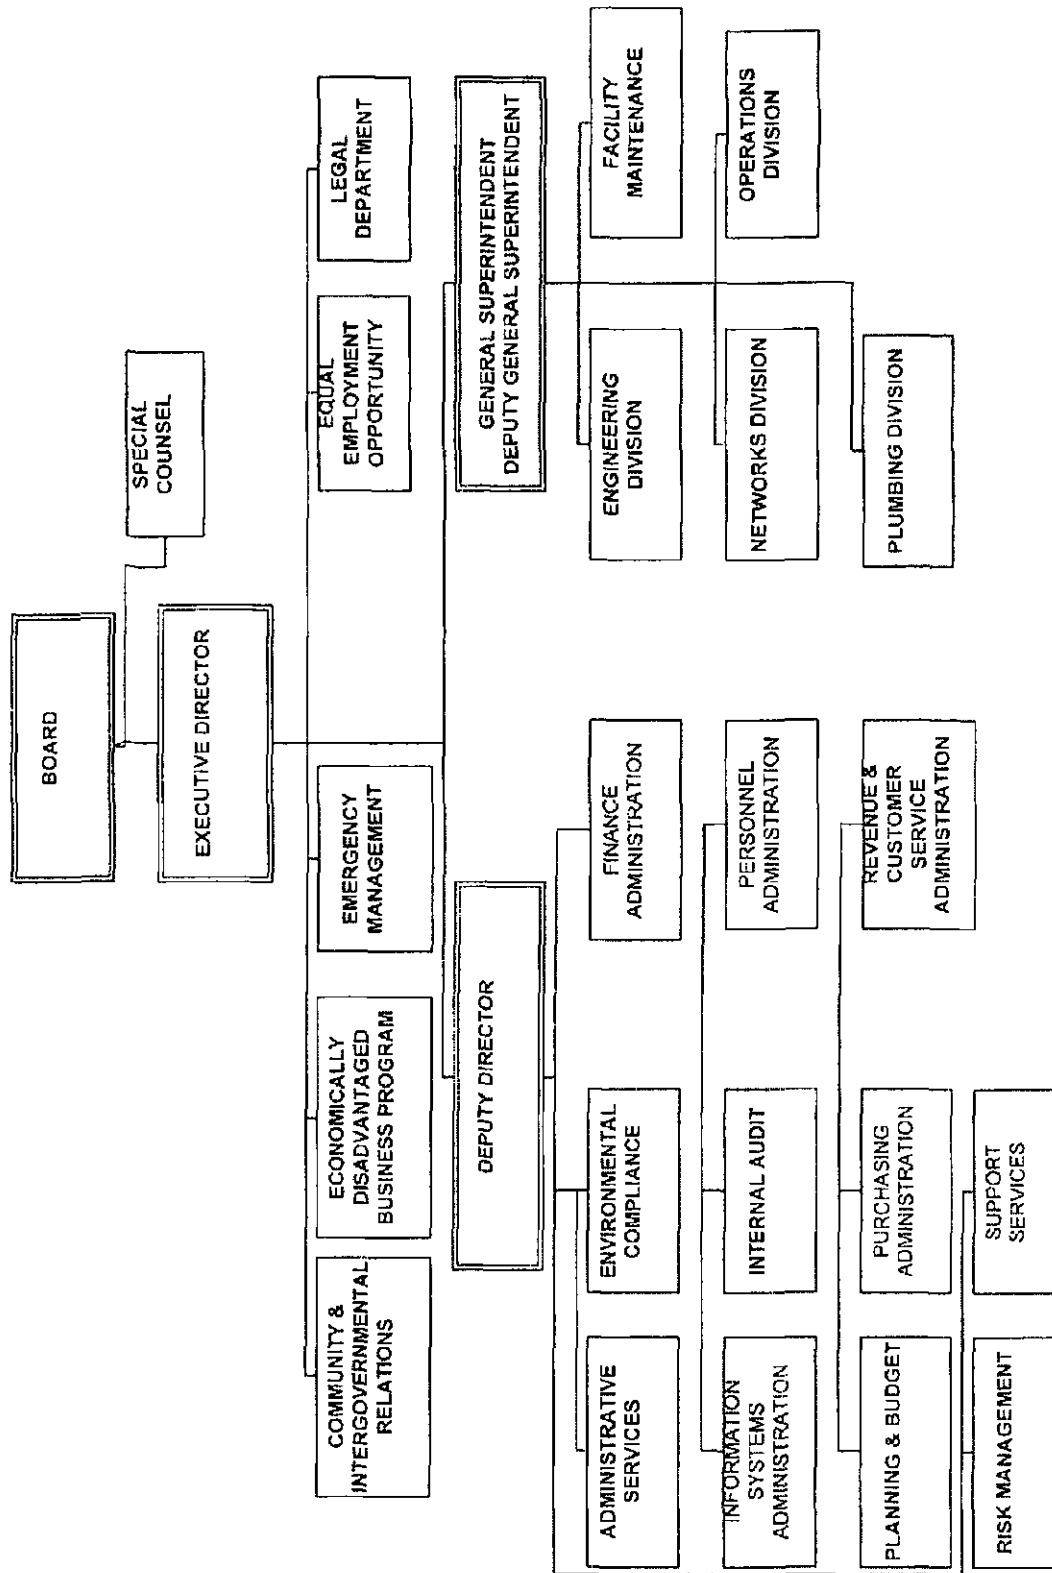 BOARD
SPECIAL
COUNSEL
EXECUTIVE DIRECTOR
COMMUNITY &
INTERGOVERNMENTAL
RELATIONS
ECONOMICALLY
DISADVANTAGED
BUSINESS PROGRAM
EMERGENCY
MANAGEMENT
EQUAL
EMPLOYMENT
OPPORTUNITY
LEGAL
DEPARTMENT
DEPUTY DIRECTOR
GENERAL SUPERINTENDENT
DEPUTY GENERAL SUPERINTENDENT
ADMINISTRATIVE
SERVICES
ENVIRONMENTAL
COMPLIANCE
FINANCE
ADMINISTRATION
ENGINEERING
DIVISION
FACILITY
MAINTENANCE
INFORMATION
SYSTEMS
ADMINISTRATION
INTERNAL AUDIT
PERSONNEL
ADMINISTRATION
NETWORKS DIVISION
OPERATIONS
DIVISION
PLANNING & BUDGET
PURCHASING
ADMINISTRATION
REVENUE &
CUSTOMER
SERVICE
ADMINISTRATION
PLUMBING DIVISION
RISK MANAGEMENT
SUPPORT
SERVICES